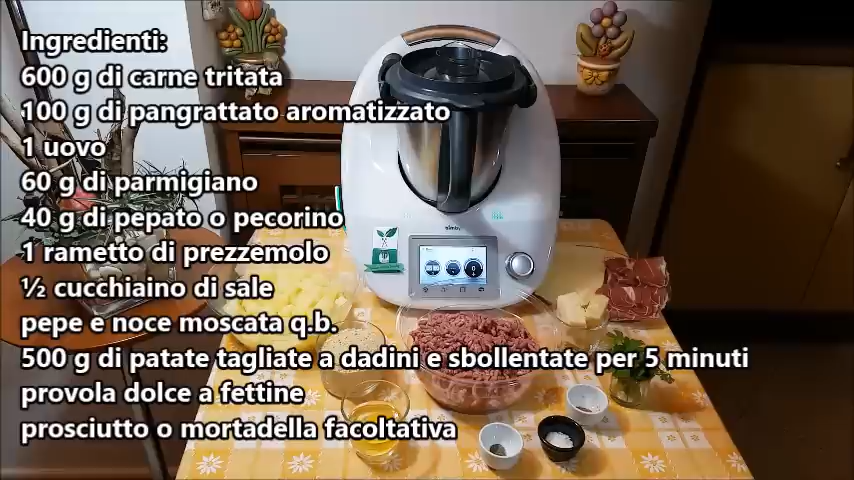 Ingredienti:
600 g di carne tritata
100 g di pangrattato aromatizzato
1 uovo
60 g di parmigiano
40 g di pepato o pecorino
1 rametto di prezzemolo
½ cucchiaino di sale
pepe e noce moscata q.b.
500 g di patate tagliate a dadini e sbollentate per 5 minuti
provola dolce a fettine
prosciutto o mortadella facoltativa